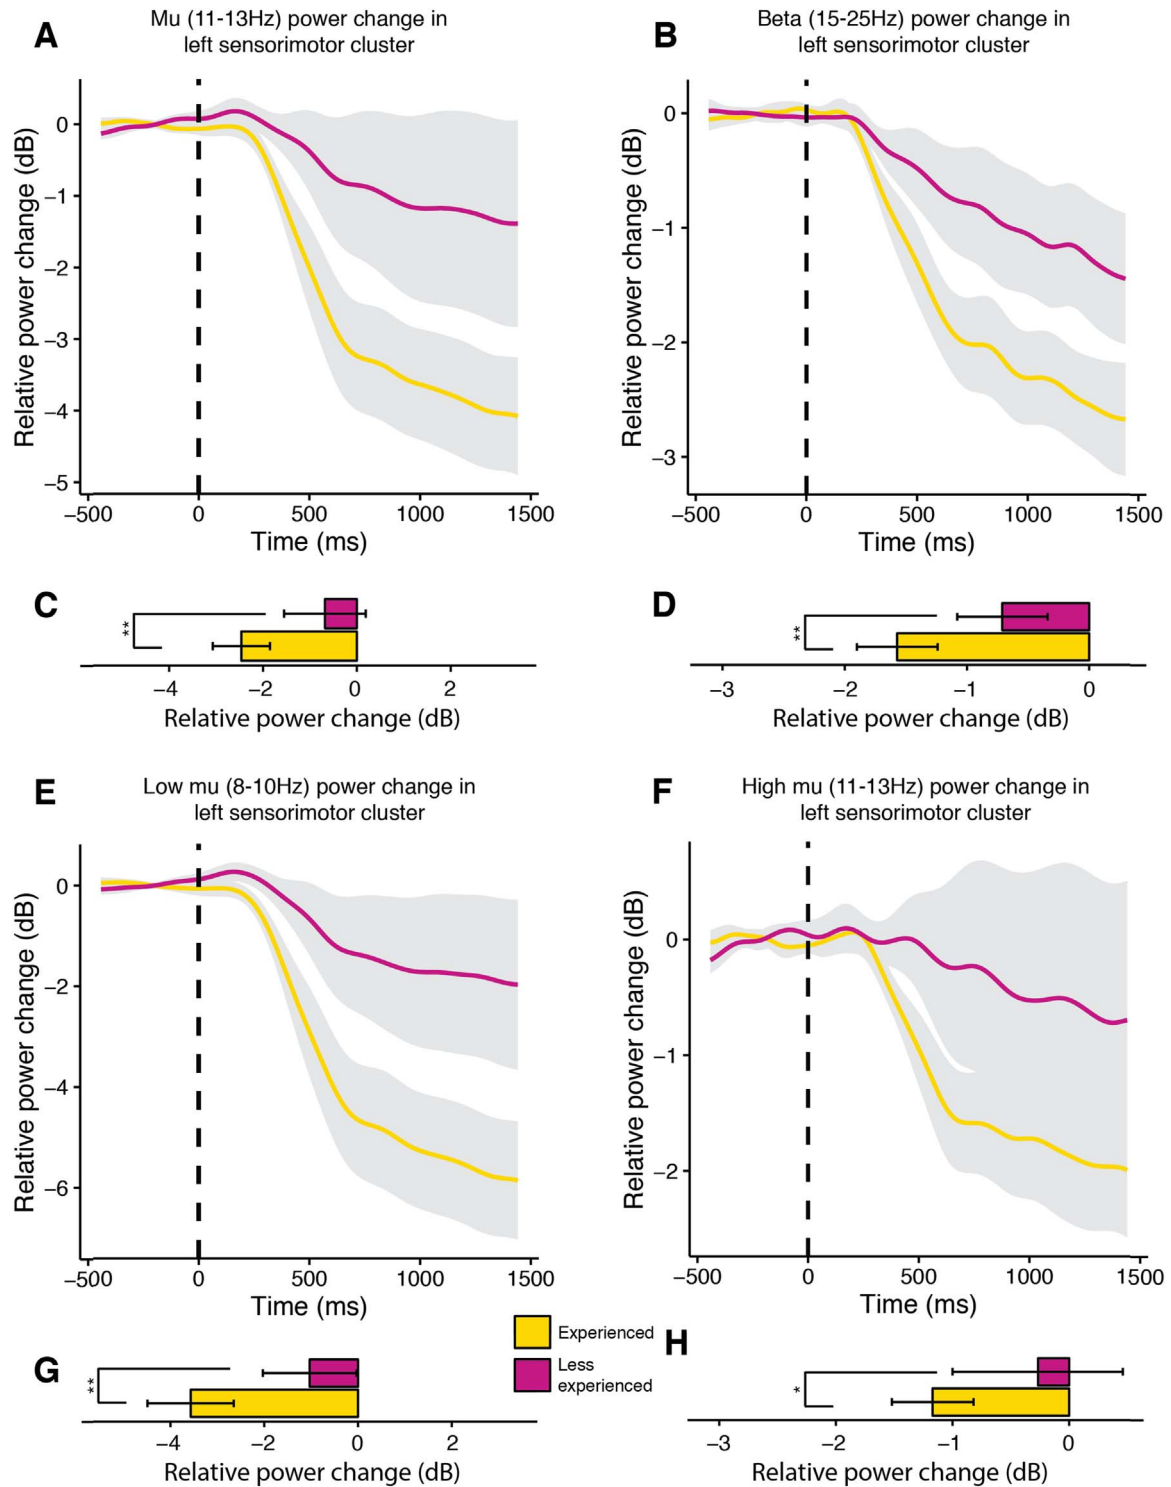 A
Mu (11-13Hz) power change in
left sensorimotor cluster
Relative power change (dB)
0
−1
−2
−3
−4
−5
−500
0
500
1000
1500
Time (ms)
B
Beta (15-25Hz) power change in
left sensorimotor cluster
Relative power change (dB)
0
−1
−2
−3
−500
0
500
1000
1500
Time (ms)
C
**
−4
−2
0
2
Relative power change (dB)
D
**
−3
−2
−1
0
Relative power change (dB)
E
Low mu (8-10Hz) power change in
left sensorimotor cluster
Relative power change (dB)
0
−2
−4
−6
−500
0
500
1000
1500
Time (ms)
F
High mu (11-13Hz) power change in
left sensorimotor cluster
Relative power change (dB)
0
−1
−2
−500
0
500
1000
1500
Time (ms)
Experienced
Less
experienced
G
**
−4
−2
0
2
Relative power change (dB)
H
*
−3
−2
−1
0
Relative power change (dB)